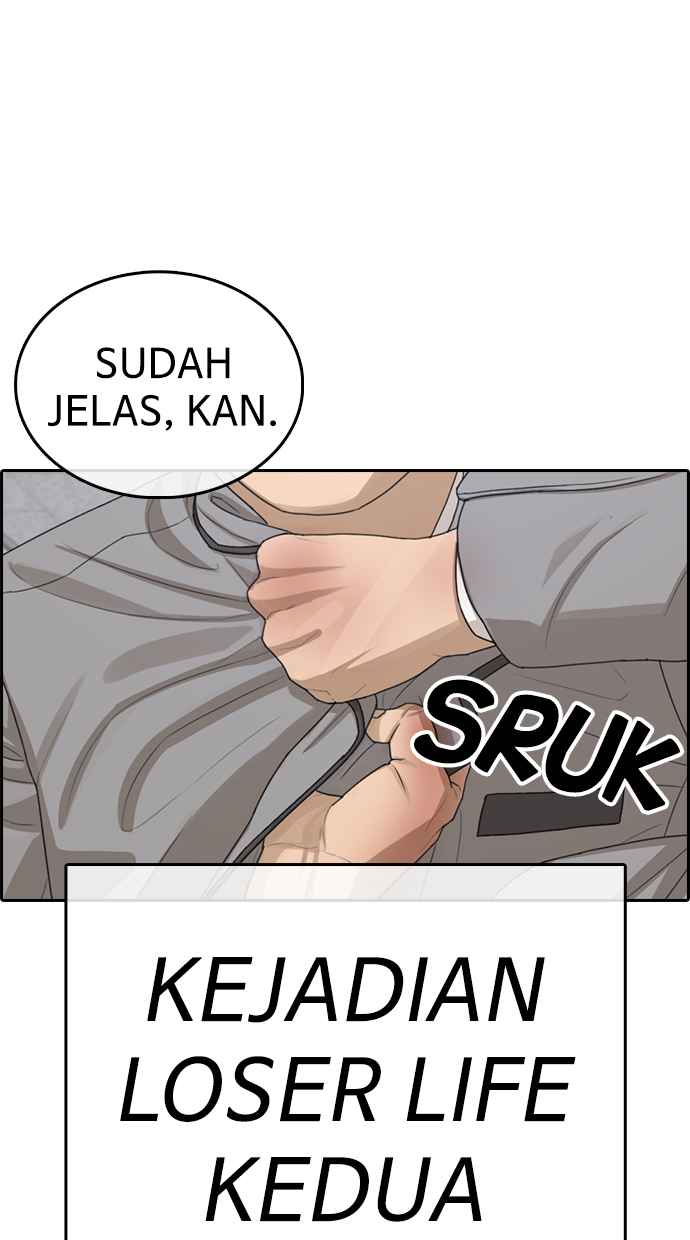 SUDAH
JELAS, KAN.
SRUK
KEJADIAN
LOSER LIFE
KEDUA